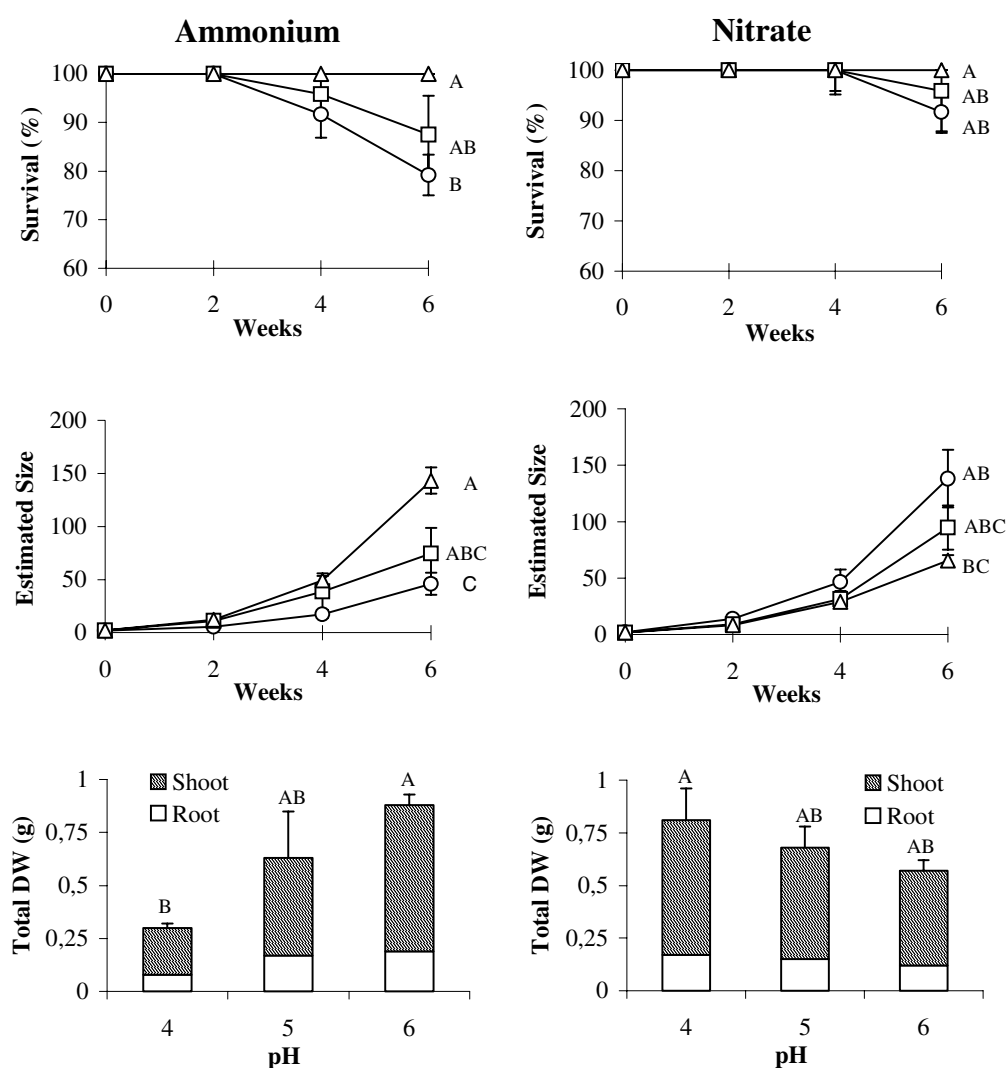 Ammonium
Nitrate
Survival (%)
100
90
80
70
60
A
AB
B
0 2 4 6
Weeks
Survival (%)
100
90
80
70
60
A
AB
AB
0 2 4 6
Weeks
Estimated Size
200
150
100
50
0
A
ABC
C
0 2 4 6
Weeks
Estimated Size
200
150
100
50
0
AB
ABC
BC
0 2 4 6
Weeks
Total DW (g)
1
0,75
0,5
0,25
0
Shoot
Root
B
AB
A
4 5 6
pH
Total DW (g)
1
0,75
0,5
0,25
0
Shoot
Root
A
AB
AB
4 5 6
pH